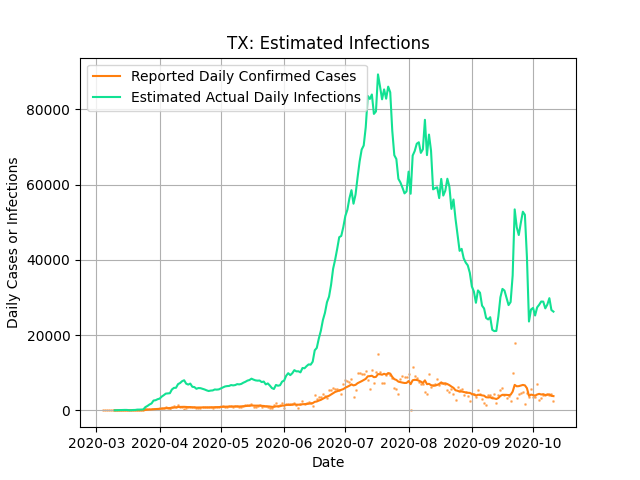 TX: Estimated Infections
Reported Daily Confirmed Cases
Estimated Actual Daily Infections
Daily Cases or Infections
80000
60000
40000
20000
0
2020-03 2020-04 2020-05 2020-06 2020-07 2020-08 2020-09 2020-10
Date